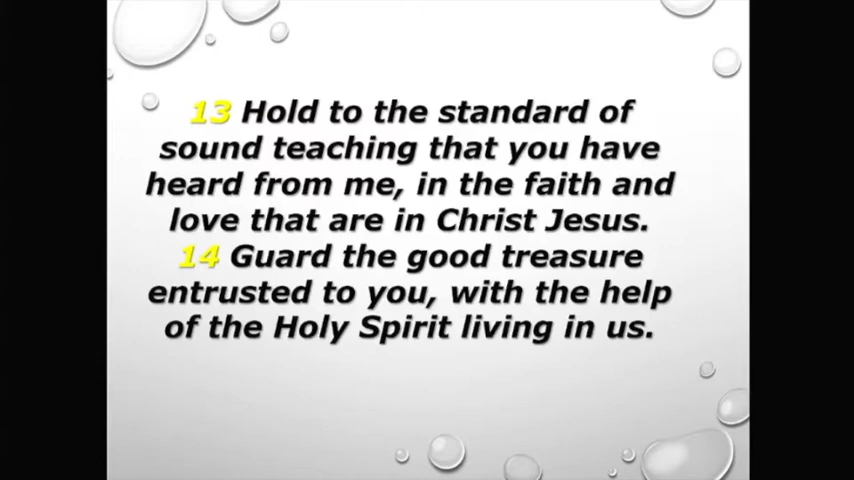 13 Hold to the standard of
sound teaching that you have
heard from me, in the faith and
love that are in Christ Jesus.
14 Guard the good treasure
entrusted to you, with the help
of the Holy Spirit living in us.